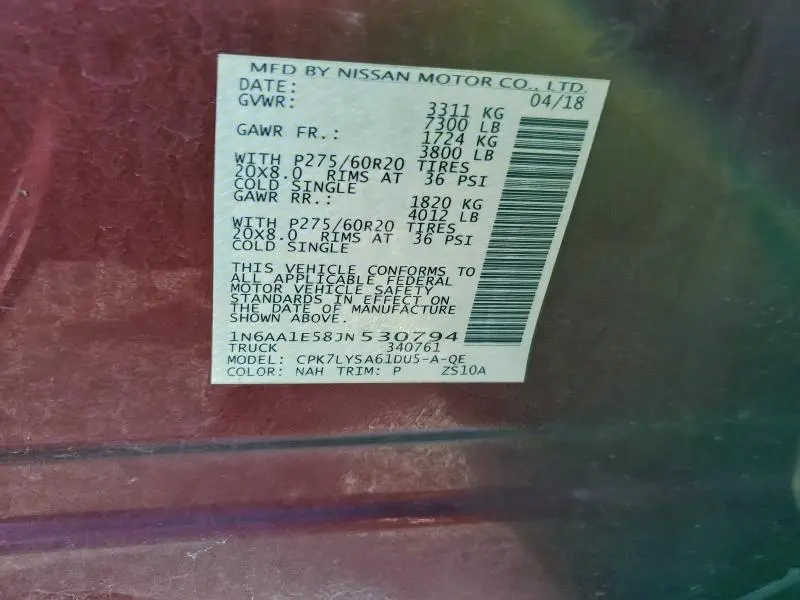 MFD BY NISSAN MOTOR CO., LTD.
DATE: 04/18
GVWR: 3311 KG
7300 LB
GAWR FR.: 1724 KG
3800 LB
WITH P275/60R20 TIRES
20X8.0 RIMS AT 36 PSI
COLD SINGLE
GAWR RR.: 1820 KG
4012 LB
WITH P275/60R20 TIRES
20X8.0 RIMS AT 36 PSI
COLD SINGLE
THIS VEHICLE CONFORMS TO
ALL APPLICABLE FEDERAL
MOTOR VEHICLE SAFETY
STANDARDS IN EFFECT ON
THE DATE OF MANUFACTURE
SHOWN ABOVE.
1N6AA1E58JN530794
TRUCK 340761
MODEL: CPK7LYSA61DU5-A-QE
COLOR: NAH TRIM: P ZS10A